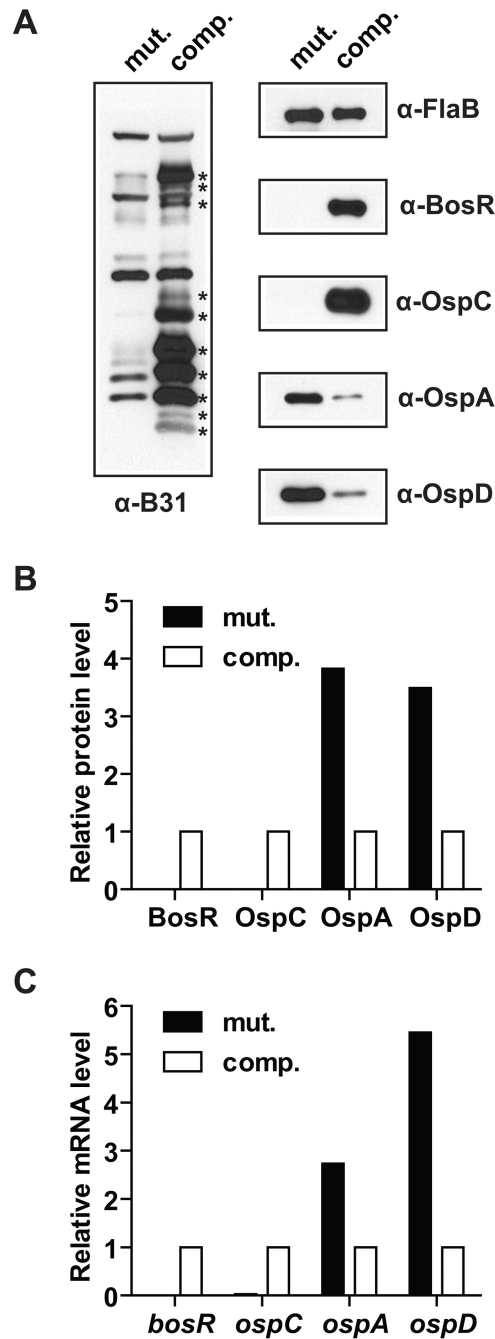 A
mut. comp. mut. comp.
α-FlaB
α-BosR
α-OspC
α-OspA
α-OspD
*
*
*
*
*
*
*
*
*
*
α-B31
B
Relative protein level
5
4
3
2
1
0
mut.
comp.
BosR OspC OspA OspD
C
Relative mRNA level
6
5
4
3
2
1
0
mut.
comp.
bosR ospC ospA ospD